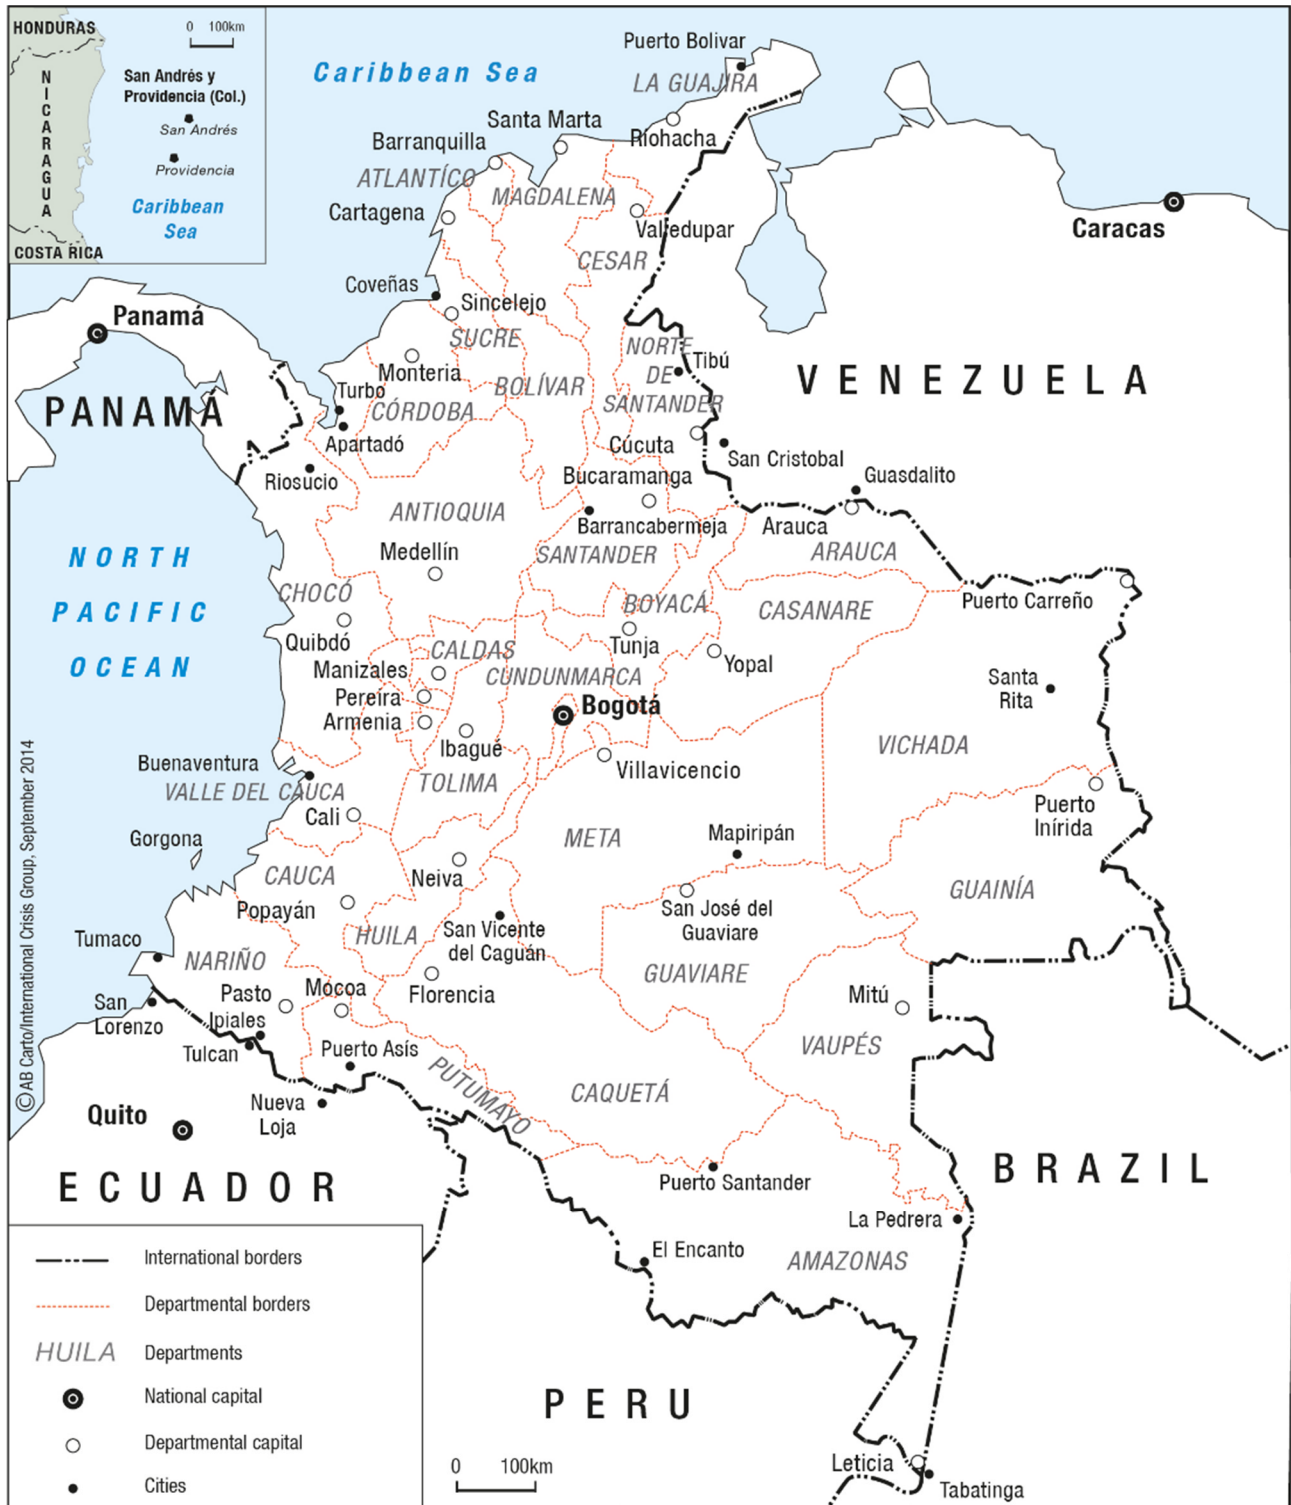 HONDURAS
0 100km
NICARAGUA
San Andrés y
Providencia (Col.)
San Andrés
Providencia
Caribbean
Sea
COSTA RICA
Caribbean Sea
Puerto Bolivar
LA GUAJIRA
Santa Marta
Riohacha
Barranquilla
ATLANTÍCO
MAGDALENA
Cartagena
Valledupar
Caracas
CESAR
Coveñas
Sincelejo
Panamá
SUCRE
NORTE
DE
SANTANDER
Tibú
Monteria
BOLÍVAR
VENEZUELA
Turbo
PANAMÁ
CÓRDOBA
Apartadó
Cúcuta
San Cristobal
Riosucio
Bucaramanga
Guasdalito
ANTIOQUIA
Barrancabermeja
Arauca
NORTH
PACIFIC
OCEAN
Medellín
SANTANDER
ARAUCA
CHOCÓ
BOYACÁ
CASANARE
Puerto Carreño
Quibdó
Tunja
CALDAS
Manizales
CUNDUNMARCA
Yopal
Santa
Rita
Pereira
Bogotá
Armenia
Ibagué
VICHADA
Buenaventura
Villavicencio
VALLE DEL CAUCA
TOLIMA
Puerto
Inírida
Cali
Gorgona
META
Mapiripán
CAUCA
Neiva
GUAINÍA
Popayán
San José del
Guaviare
HUILA
San Vicente
del Caguán
Tumaco
NARIÑO
GUAVIARE
Pasto
Mocoa
Florencia
Mitú
San
Lorenzo
Ipiales
Tulcan
Puerto Asís
VAUPÉS
PUTUMAYO
CAQUETÁ
Nueva
Loja
Quito
ECUADOR
Puerto Santander
BRAZIL
La Pedrera
El Encanto
AMAZONAS
PERU
Leticia
Tabatinga
0 100km
International borders
Departmental borders
HUILA Departments
National capital
Departmental capital
Cities
©AB Carto/International Crisis Group, September 2014